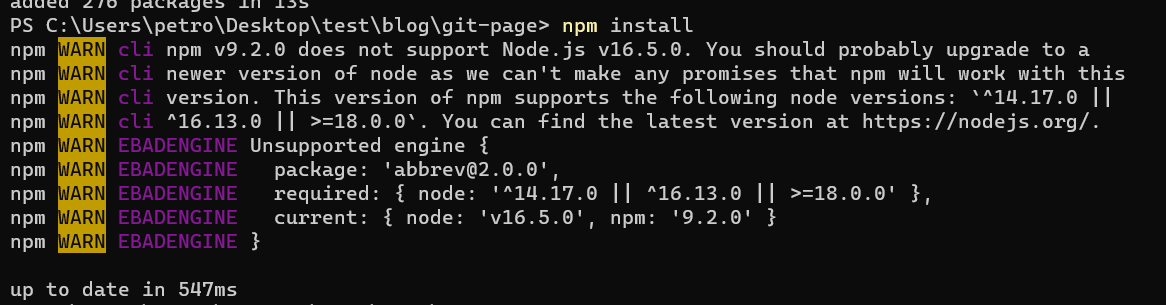 added 276 packages in 13s
PS C:\Users\petro\Desktop\test\blog\git-page> npm install
npm WARN cli npm v9.2.0 does not support Node.js v16.5.0. You should probably upgrade to a
npm WARN cli newer version of node as we can't make any promises that npm will work with this
npm WARN cli version. This version of npm supports the following node versions: `^14.17.0 ||
npm WARN cli ^16.13.0 || >=18.0.0`. You can find the latest version at https://nodejs.org/.
npm WARN EBADENGINE Unsupported engine {
npm WARN EBADENGINE   package: 'abbrev@2.0.0',
npm WARN EBADENGINE   required: { node: '^14.17.0 || ^16.13.0 || >=18.0.0' },
npm WARN EBADENGINE   current: { node: 'v16.5.0', npm: '9.2.0' }
npm WARN EBADENGINE }
up to date in 547ms